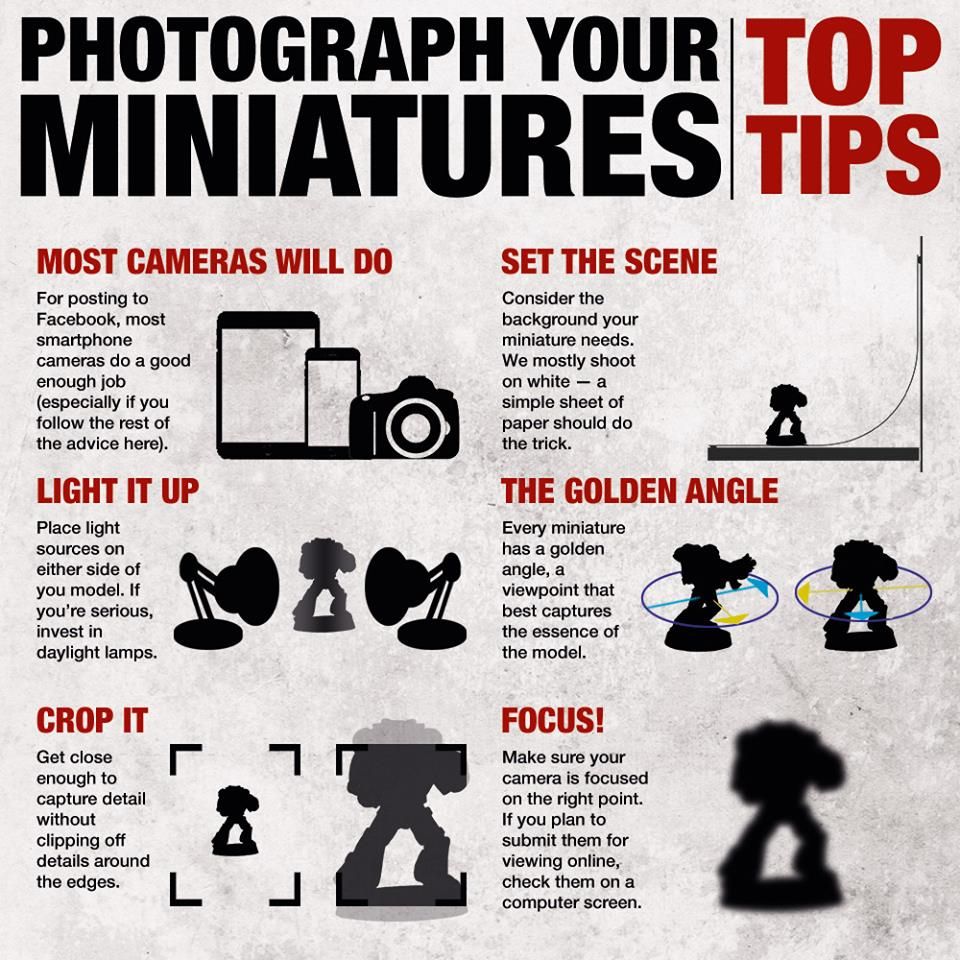 PHOTOGRAPH YOUR
MINIATURES
TOP
TIPS
MOST CAMERAS WILL DO
For posting to
Facebook, most
smartphone
cameras do a good
enough job
(especially if you
follow the rest of
the advice here).
SET THE SCENE
Consider the
background your
miniature needs.
We mostly shoot
on white — a
simple sheet of
paper should do
the trick.
LIGHT IT UP
Place light
sources on
either side of
you model. If
you're serious,
invest in
daylight lamps.
THE GOLDEN ANGLE
Every miniature
has a golden
angle, a
viewpoint that
best captures
the essence of
the model.
CROP IT
Get close
enough to
capture detail
without
clipping off
details around
the edges.
FOCUS!
Make sure your
camera is focused
on the right point.
If you plan to
submit them for
viewing online,
check them on a
computer screen.